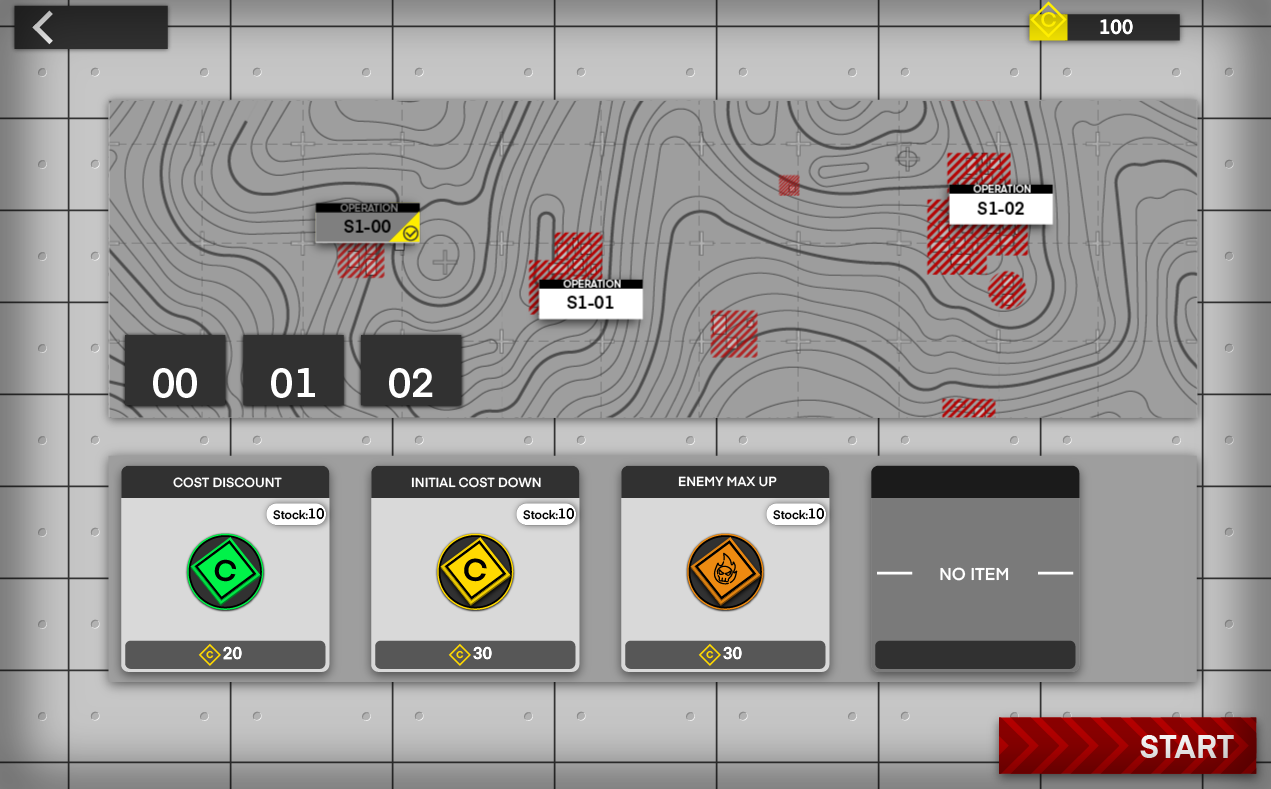 C 100
OPERATION
S1-00
OPERATION
S1-01
OPERATION
S1-02
00
01
02
COST DISCOUNT
Stock:10
C
C 20
INITIAL COST DOWN
Stock:10
C
C 30
ENEMY MAX UP
Stock:10
C 30
NO ITEM
START